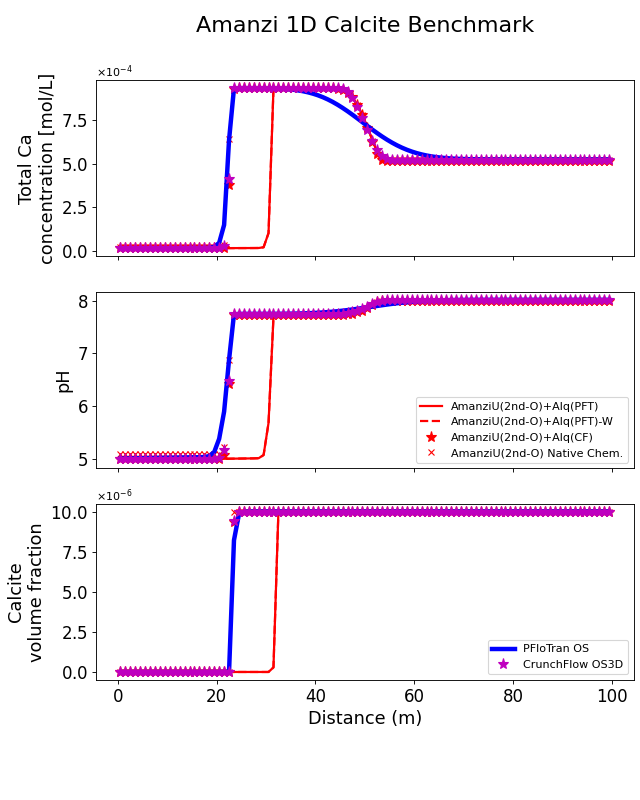 Amanzi 1D Calcite Benchmark
×10⁻⁴
Total Ca
concentration [mol/L]
7.5
5.0
2.5
0.0
pH
8
7
6
5
AmanziU(2nd-O)+Alq(PFT)
AmanziU(2nd-O)+Alq(PFT)-W
AmanziU(2nd-O)+Alq(CF)
AmanziU(2nd-O) Native Chem.
×10⁻⁶
Calcite
volume fraction
10.0
7.5
5.0
2.5
0.0
PFloTran OS
CrunchFlow OS3D
0 20 40 60 80 100
Distance (m)